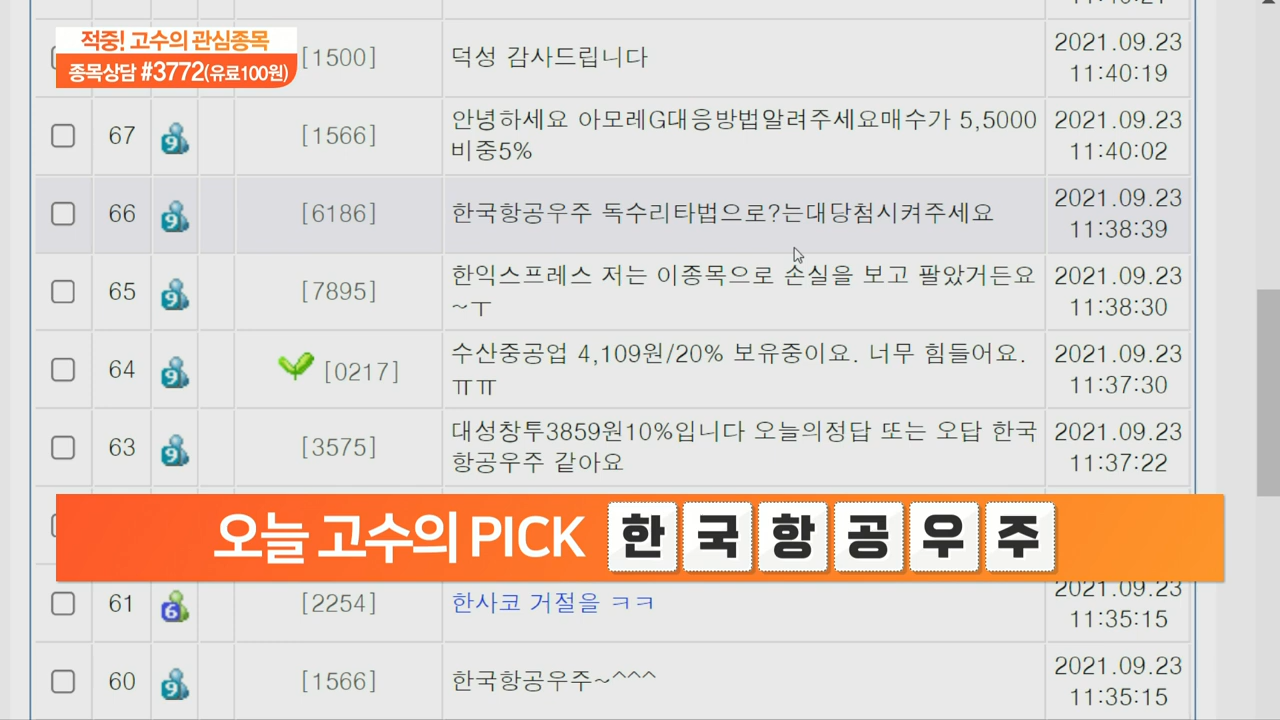 적중! 고수의 관심종목
종목상담 #3772(유료100원)
[1500] 덕성 감사드립니다 2021.09.23
11:40:19
67 [1566] 안녕하세요 아모레G대응방법알려주세요매수가 5,5000 2021.09.23
비중5% 11:40:02
66 [6186] 한국항공우주 독수리타법으로?는대당첨시켜주세요 2021.09.23
11:38:39
65 [7895] 한익스프레스 저는 이종목으로 손실을 보고 팔았거든요 2021.09.23
~ㅜ 11:38:30
64 [0217] 수산중공업 4,109원/20% 보유중이요. 너무 힘들어요. 2021.09.23
ㅠㅠ 11:37:30
63 [3575] 대성창투3859원10%입니다 오늘의정답 또는 오답 한국 2021.09.23
항공우주 같아요 11:37:22
오늘 고수의 PICK 한국항공우주
61 [2254] 한사코 거절을 ㅋㅋ 2021.09.23
11:35:15
60 [1566] 한국항공우주~^^^ 2021.09.23
11:35:15